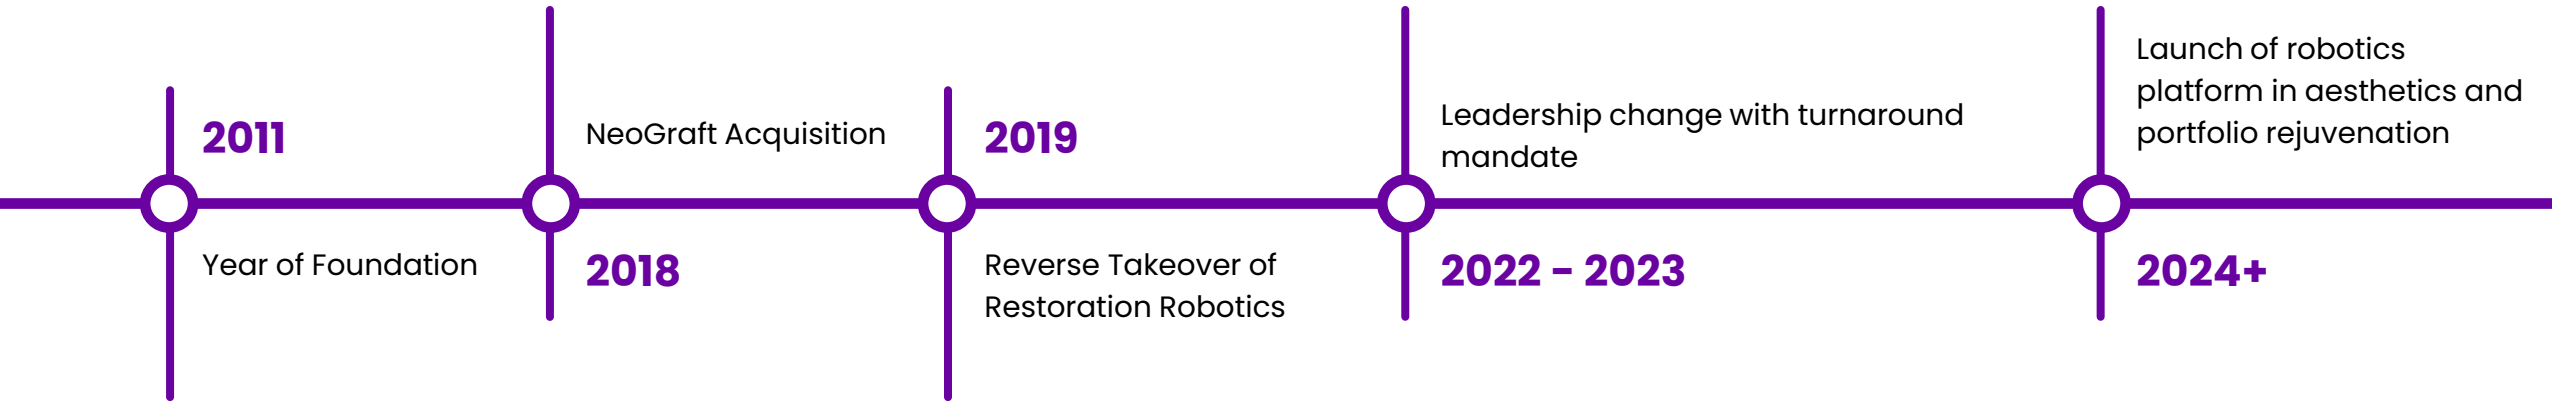 2011
Year of Foundation
NeoGraft Acquisition
2018
2019
Reverse Takeover of
Restoration Robotics
Leadership change with turnaround
mandate
2022 - 2023
Launch of robotics
platform in aesthetics and
portfolio rejuvenation
2024+